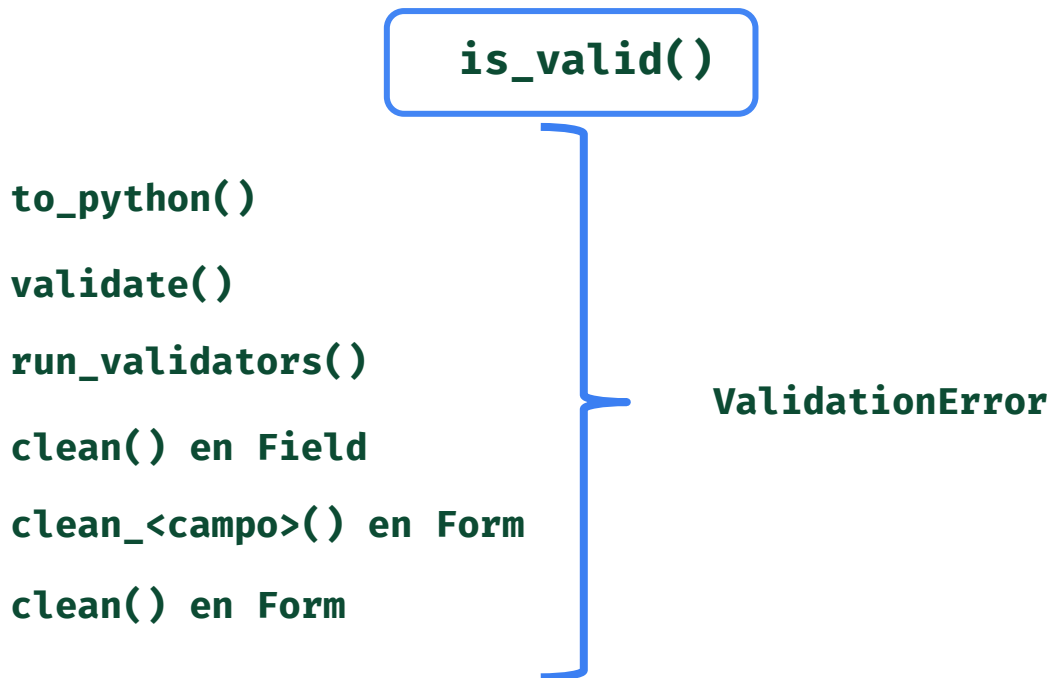 is_valid()
to_python()
validate()
run_validators()
clean() en Field
clean_<campo>() en Form
clean() en Form
ValidationError